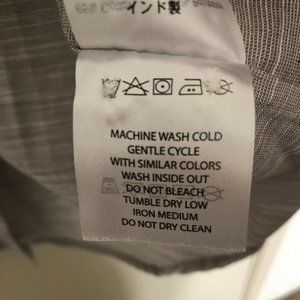 インド製
MACHINE WASH COLD
GENTLE CYCLE
WITH SIMILAR COLORS
WASH INSIDE OUT
DO NOT BLEACH
TUMBLE DRY LOW
IRON MEDIUM
DO NOT DRY CLEAN